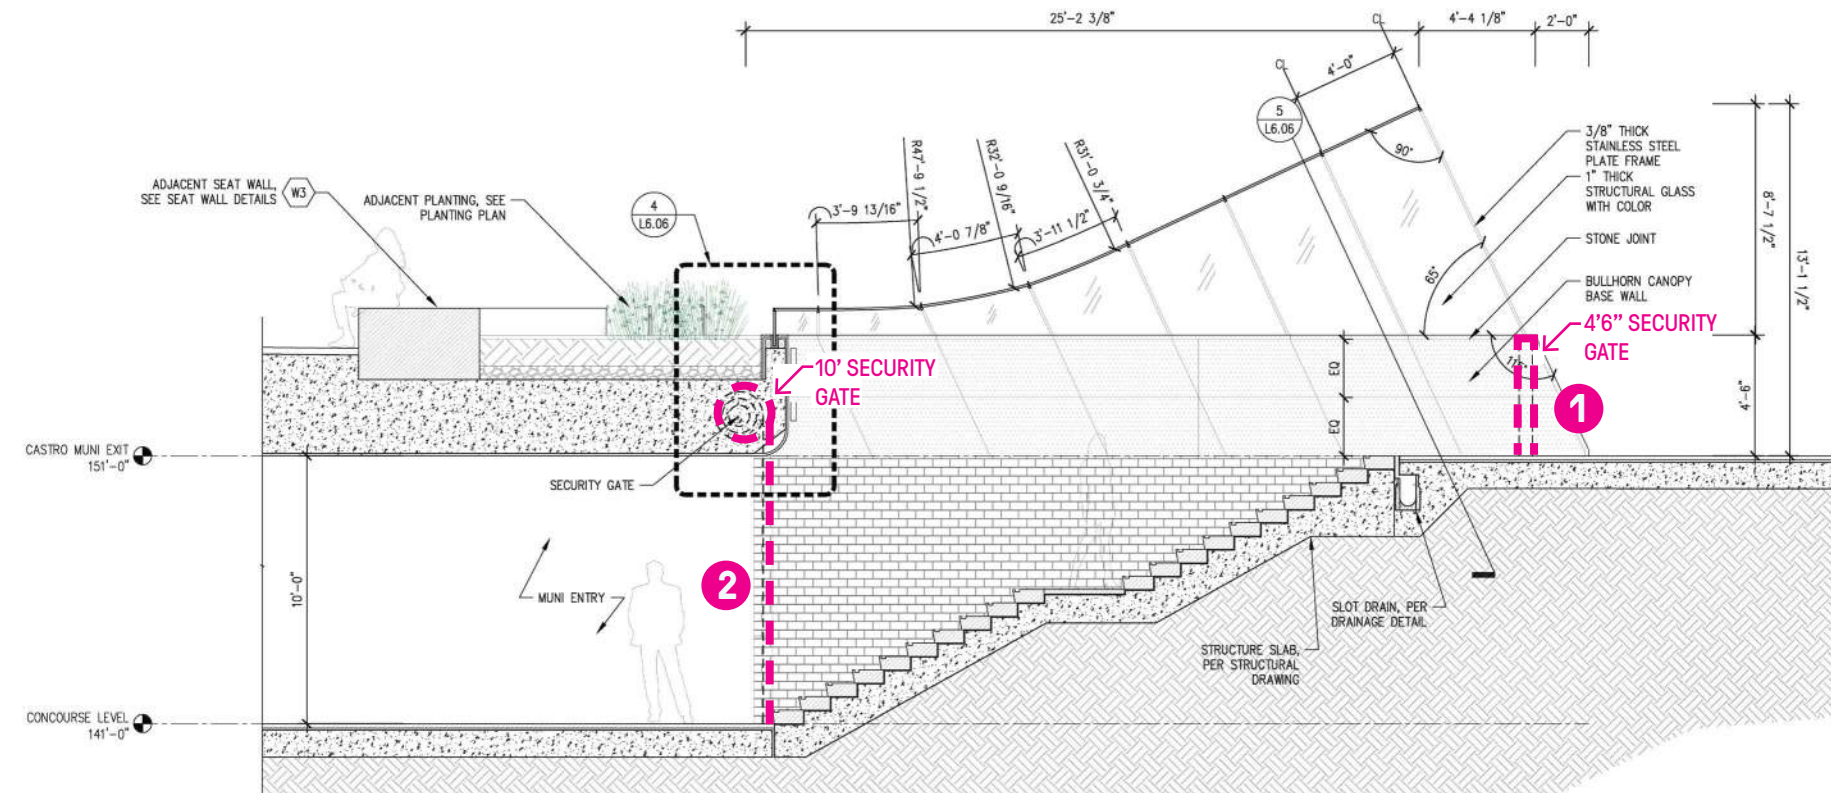 25'-2 3/8"
CL
4'-4 1/8"
2'-0"
CL
4'-0"
5
L6.06
90°
3/8" THICK
STAINLESS STEEL
PLATE FRAME
1" THICK
STRUCTURAL GLASS
WITH COLOR
STONE JOINT
BULLHORN CANOPY
BASE WALL
8'-7 1/2"
13'-1 1/2"
4'-6"
ADJACENT SEAT WALL,
SEE SEAT WALL DETAILS
W3
ADJACENT PLANTING, SEE
PLANTING PLAN
4
L6.06
3'-9 13/16"
R47'-9 1/2"
4'-0 7/8"
R32'-0 9/16"
3'-11 1/2"
R31'-0 3/4"
65°
115°
4'6" SECURITY
GATE
1
10' SECURITY
GATE
EQ
EQ
CASTRO MUNI EXIT
151'-0"
SECURITY GATE
10'-0"
MUNI ENTRY
2
SLOT DRAIN, PER
DRAINAGE DETAIL
STRUCTURE SLAB,
PER STRUCTURAL
DRAWING
CONCOURSE LEVEL
141'-0"